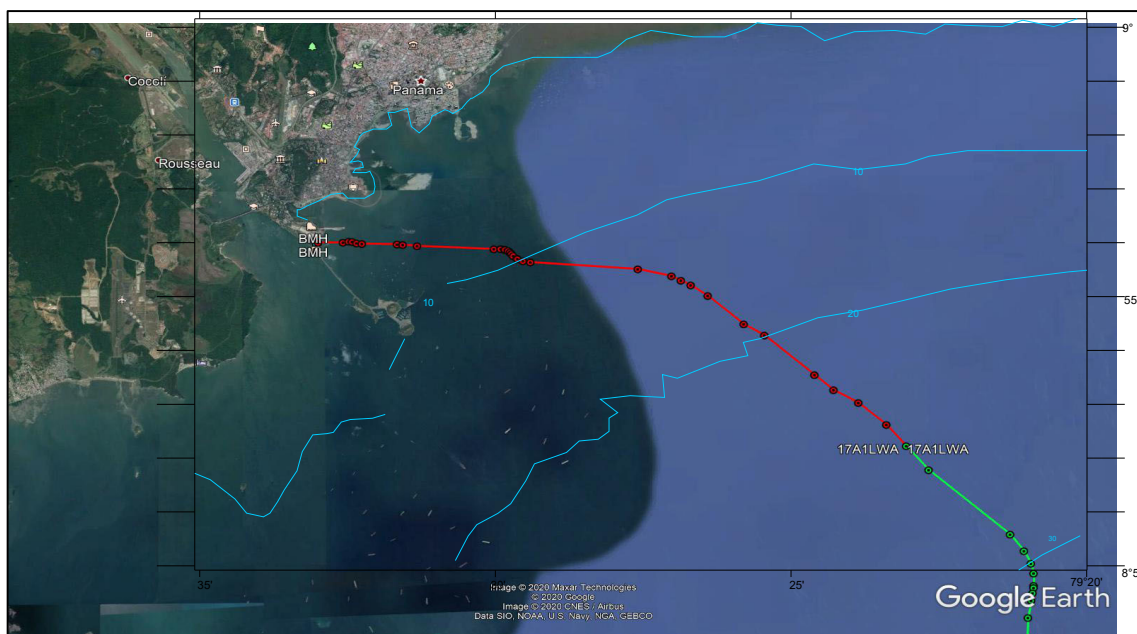 9°
Coccli
Panama
Rousseau
10
BMH
BMH
10
55
20
17A1LWA 17A1LWA
30
35'
25'
79°20'
8°5
Image © 2020 Maxar Technologies
© 2020 Google
Image © 2020 CNES / Airbus
Data SIO, NOAA, U.S. Navy, NGA, GEBCO
Google Earth